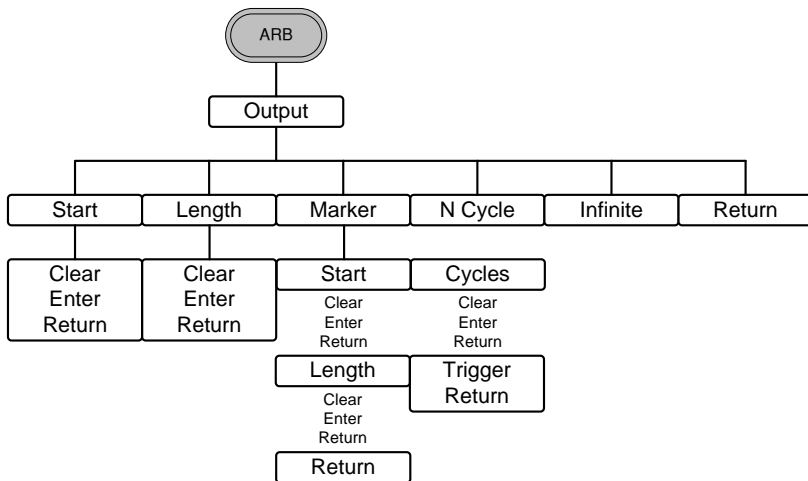 ARB
Output
Start
Length
Marker
N Cycle
Infinite
Return
Clear
Enter
Return
Clear
Enter
Return
Start
Clear
Enter
Return
Length
Clear
Enter
Return
Return
Cycles
Clear
Enter
Return
Trigger
Return